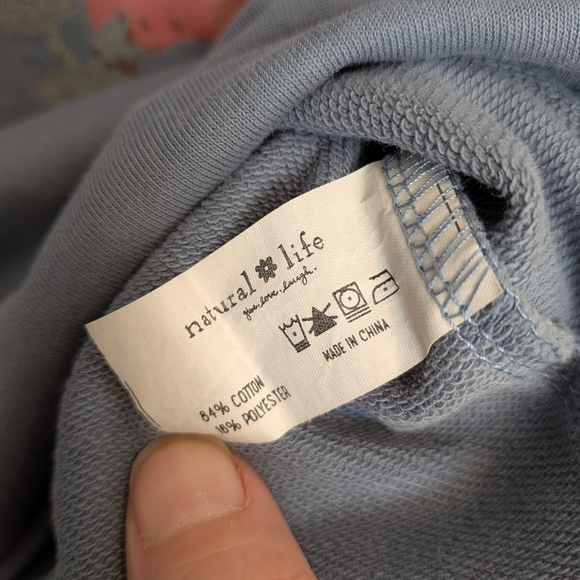 natural life
give. love. laugh.
MADE IN CHINA
84% COTTON
16% POLYESTER